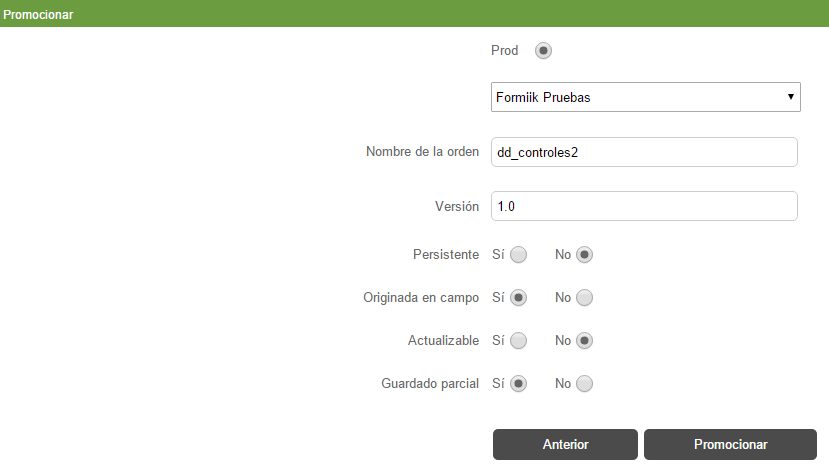 Promocionar
Prod
Formiik Pruebas
Nombre de la orden dd_controles2
Versión 1.0
Persistente Sí No
Originada en campo Sí No
Actualizable Sí No
Guardado parcial Sí No
Anterior Promocionar